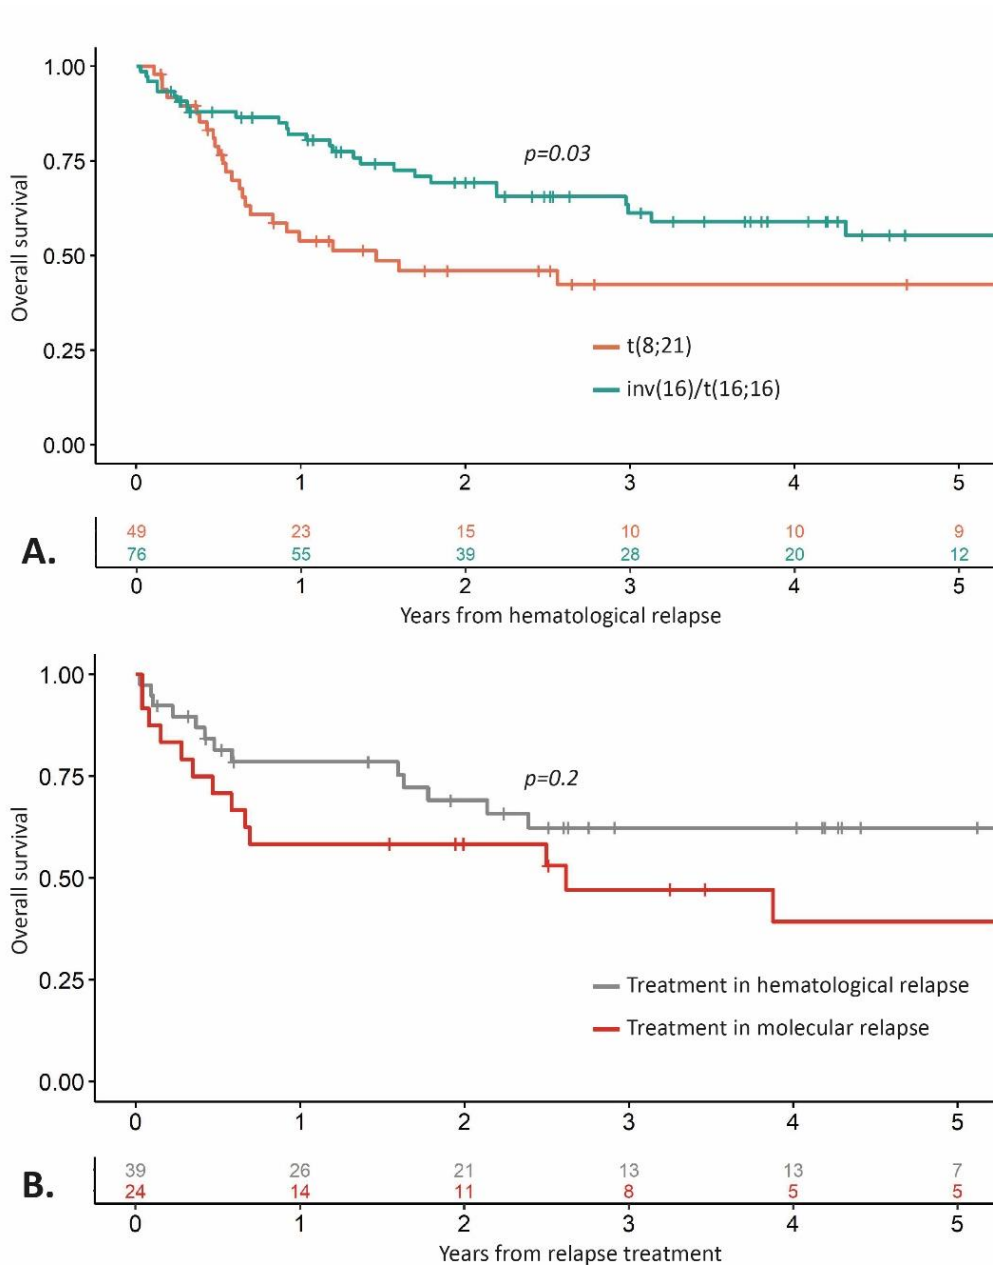 1.00
0.75
p=0.03
0.50
t(8;21)
0.25
inv(16)/t(16;16)
0.00
Overall survival
0 1 2 3 4 5
49 23 15 10 10 9
A.
76 55 39 28 20 12
0 1 2 3 4 5
Years from hematological relapse
1.00
0.75
p=0.2
0.50
0.25
Treatment in hematological relapse
Treatment in molecular relapse
0.00
Overall survival
0 1 2 3 4 5
39 26 21 13 13 7
B.
24 14 11 8 5 5
0 1 2 3 4 5
Years from relapse treatment